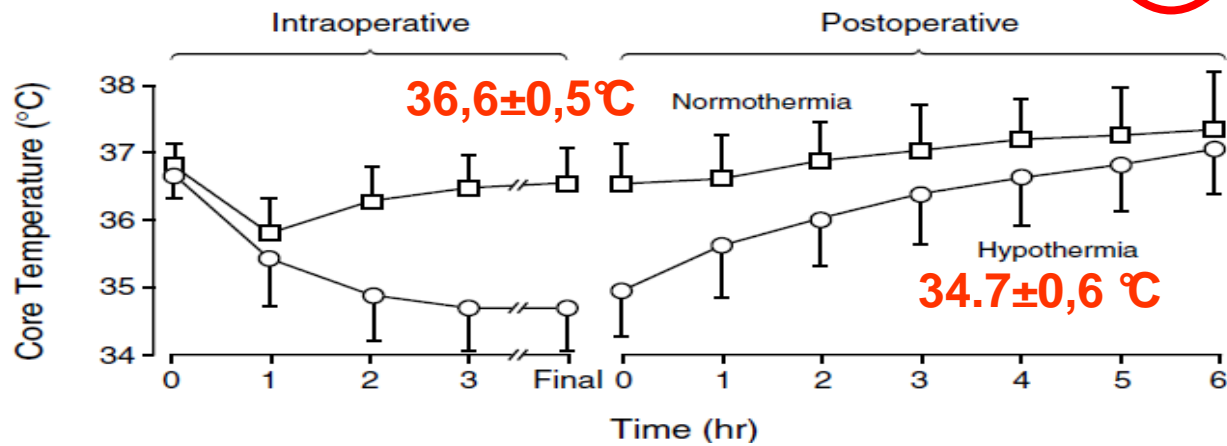 Intraoperative
Postoperative
Core Temperature (°C)
38
37
36
35
34
36,6±0,5°C
Normothermia
Hypothermia
34.7±0,6 °C
0 1 2 3 Final 0 1 2 3 4 5 6
Time (hr)